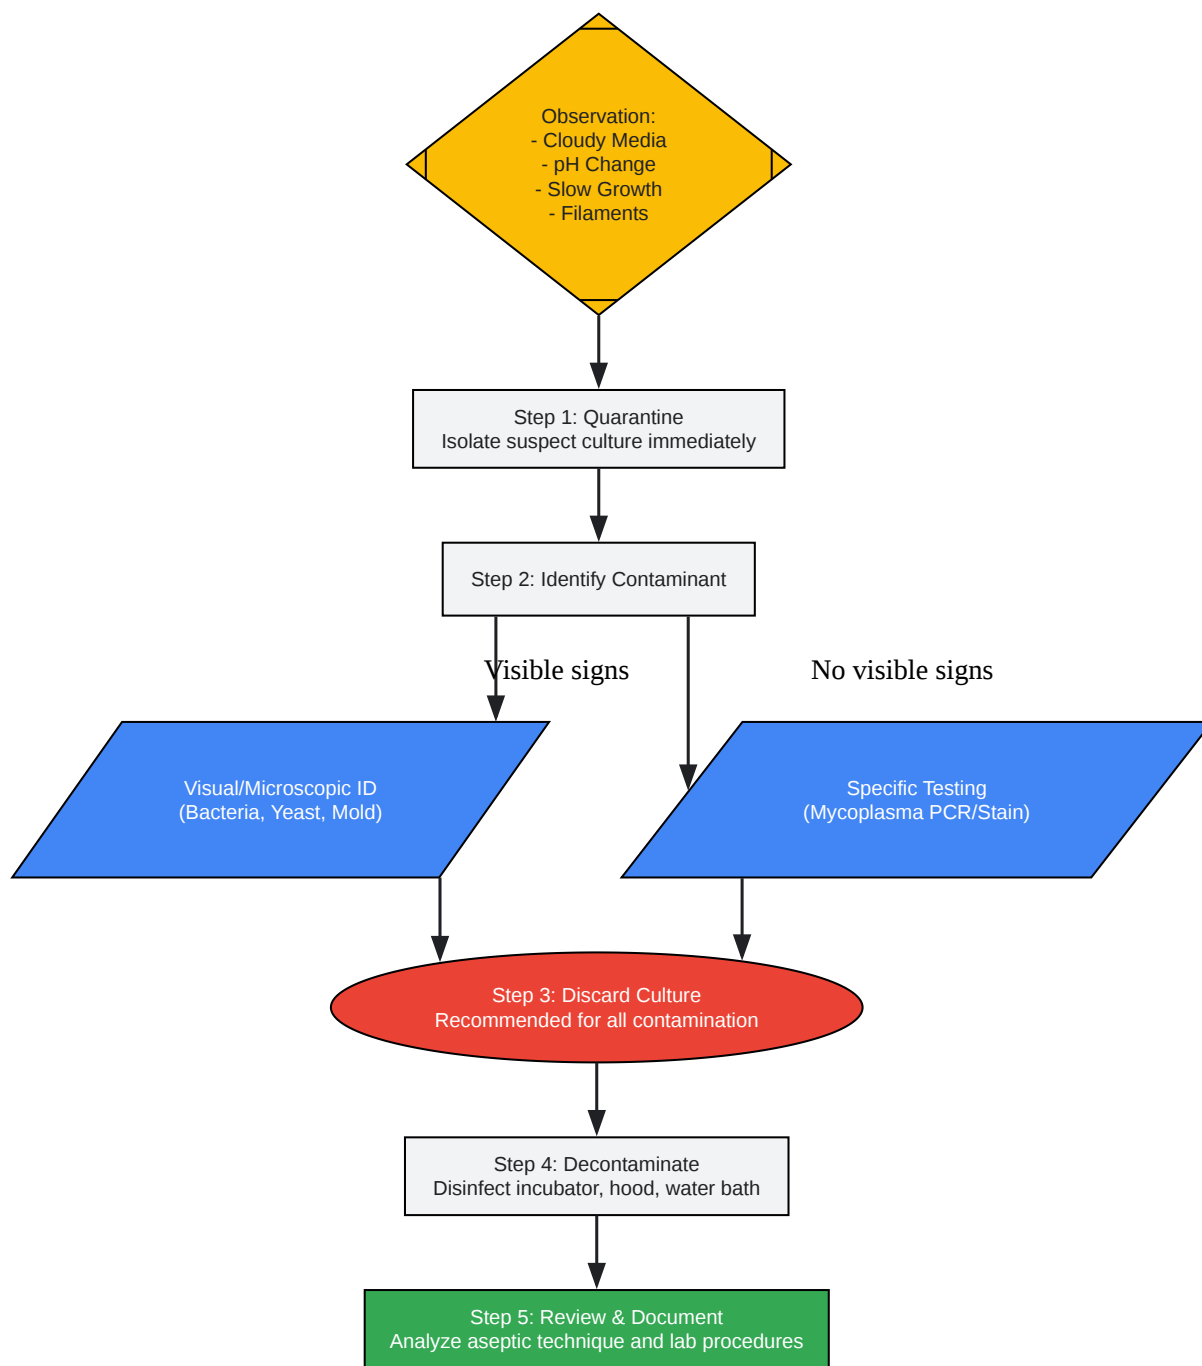 Observation:
- Cloudy Media
- pH Change
- Slow Growth
- Filaments
Step 1: Quarantine
Isolate suspect culture immediately
Step 2: Identify Contaminant
Visible signs
No visible signs
Visual/Microscopic ID
(Bacteria, Yeast, Mold)
Specific Testing
(Mycoplasma PCR/Stain)
Step 3: Discard Culture
Recommended for all contamination
Step 4: Decontaminate
Disinfect incubator, hood, water bath
Step 5: Review & Document
Analyze aseptic technique and lab procedures